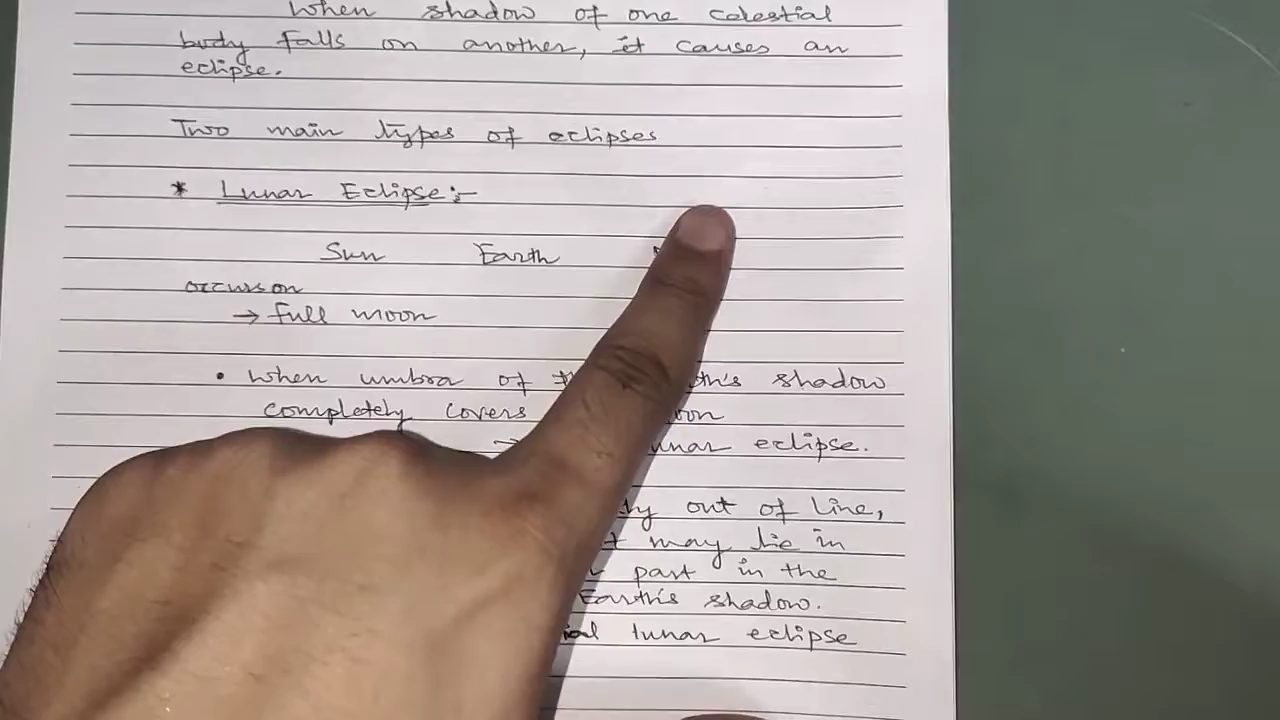 When shadow of one celestial
body falls on another, it causes an
eclipse.
Two main types of eclipses
* Lunar Eclipse:-
Sun Earth
occurs on
→ full moon
• When umbra of shadow
completely covers
→ eclipse.
out of line,
may lie in
part in the
Earth's shadow.
lunar eclipse